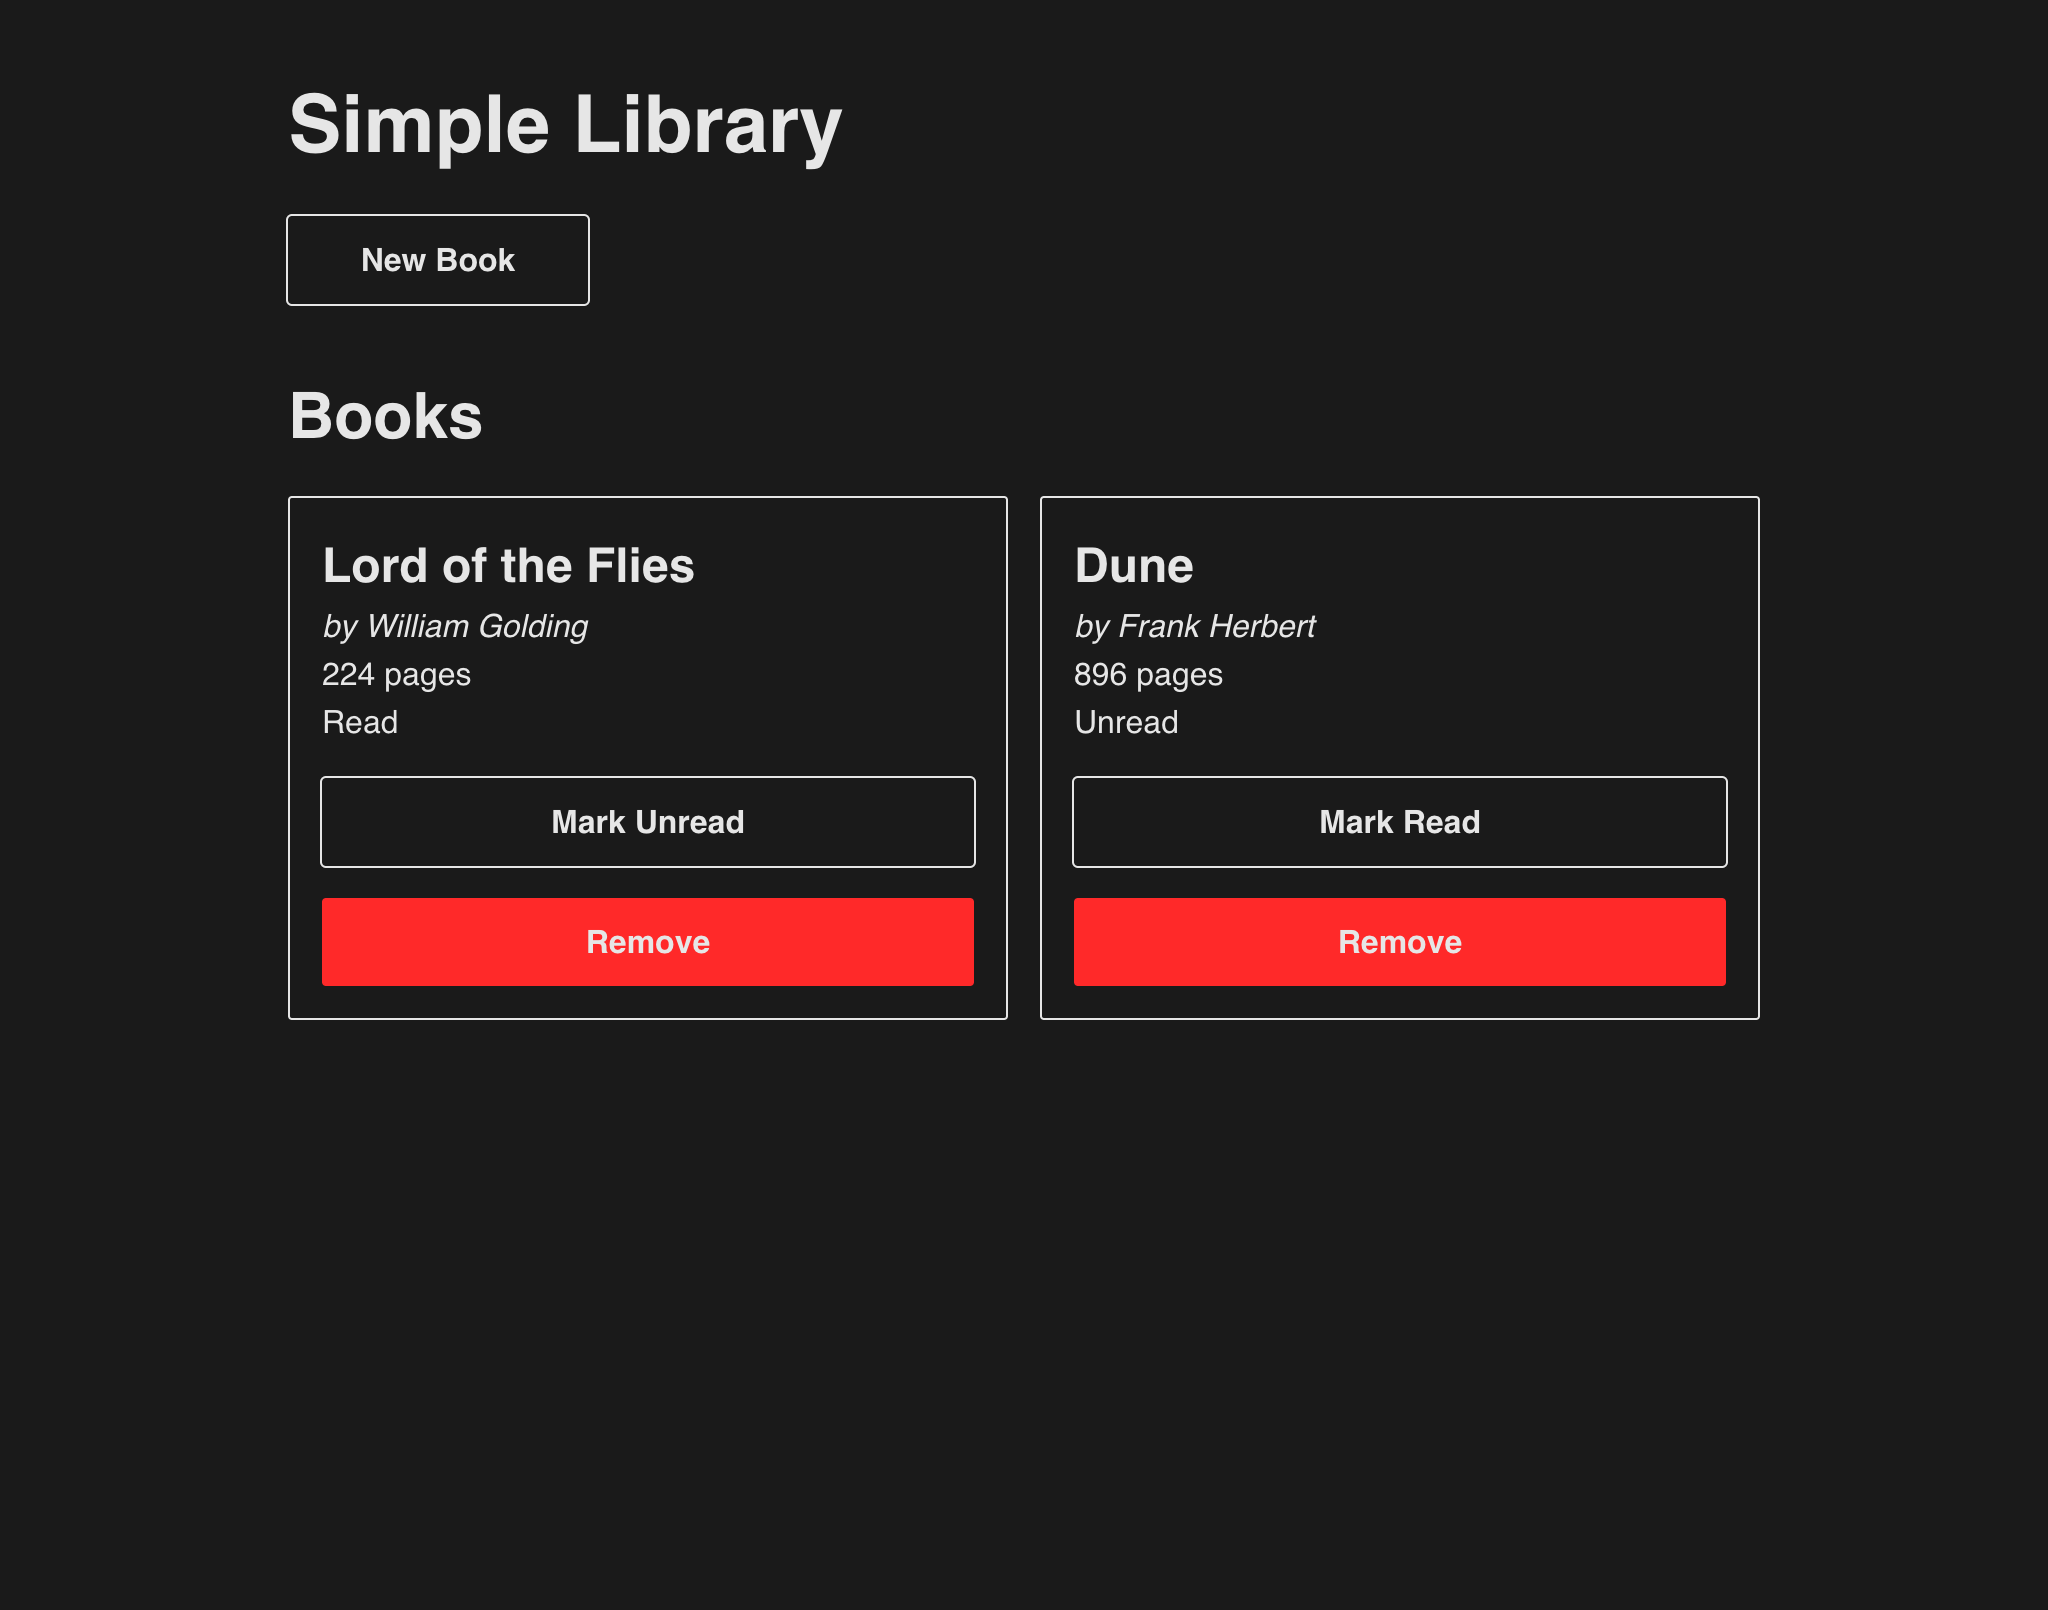 Simple Library
New Book
Books
Lord of the Flies
by William Golding
224 pages
Read
Mark Unread
Remove
Dune
by Frank Herbert
896 pages
Unread
Mark Read
Remove